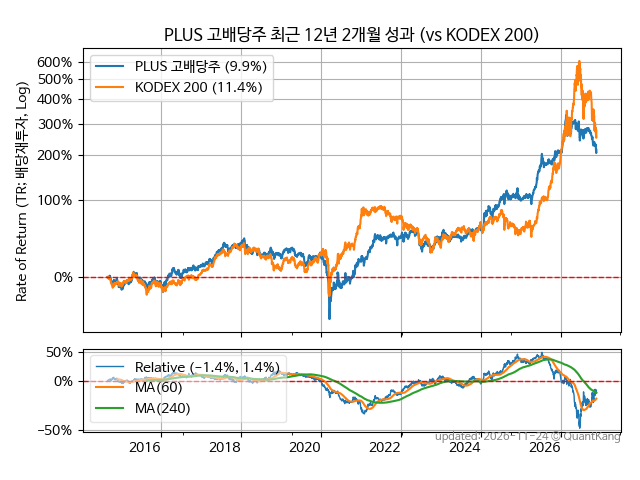 PLUS 고배당주 최근 12년 2개월 성과 (vs KODEX 200)
Rate of Return (TR: 배당재투자, Log)
600%
500%
400%
300%
200%
100%
0%
PLUS 고배당주 (9.9%)
KODEX 200 (11.4%)
50%
0%
−50%
Relative (−1.4%, 1.4%)
MA(60)
MA(240)
2016 2018 2020 2022 2024 2026
updated: 2026-11-24 © QuantKang